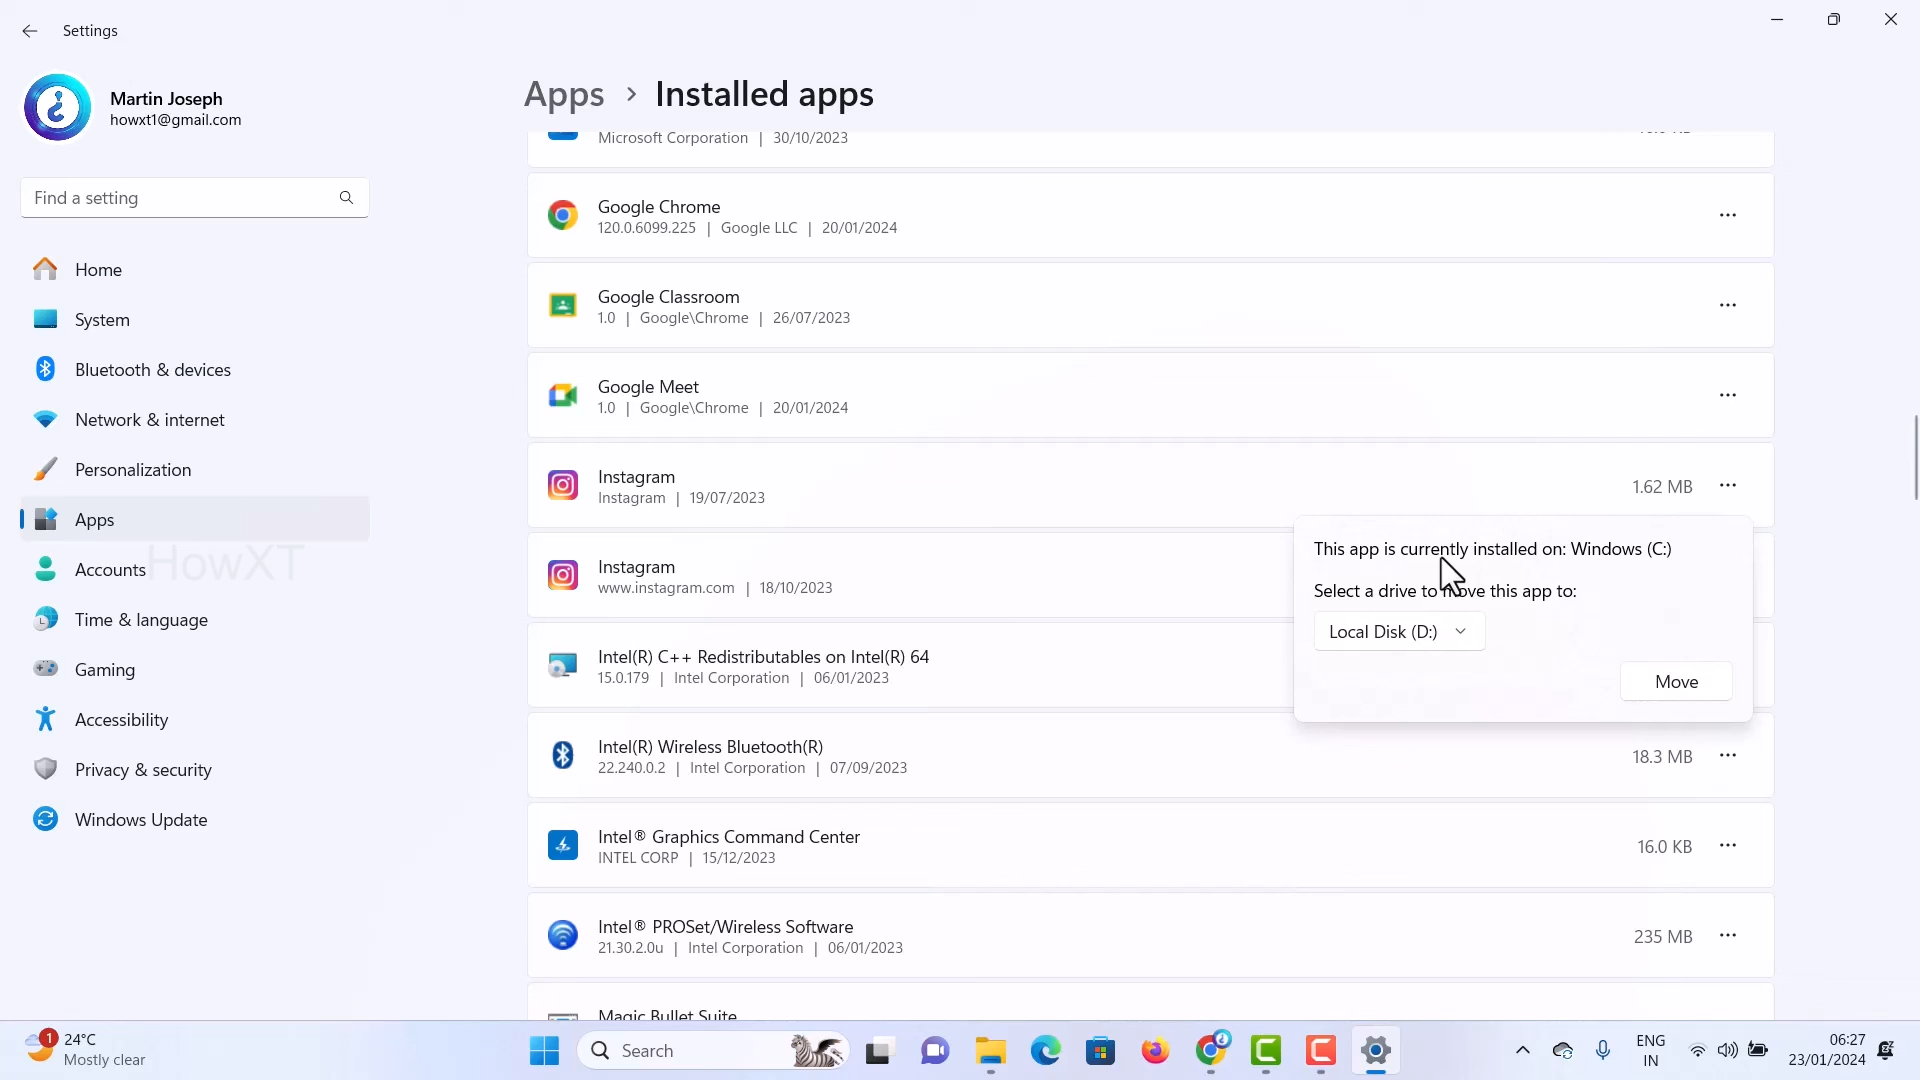 Settings
Martin Joseph
howxt1@gmail.com
Find a setting
Home
System
Bluetooth & devices
Network & internet
Personalization
Apps
Accounts
HowXT
Time & language
Gaming
Accessibility
Privacy & security
Windows Update
Apps > Installed apps
Microsoft Corporation | 30/10/2023
Google Chrome
120.0.6099.225 | Google LLC | 20/01/2024
Google Classroom
1.0 | Google\Chrome | 26/07/2023
Google Meet
1.0 | Google\Chrome | 20/01/2024
Instagram
Instagram | 19/07/2023
1.62 MB
Instagram
www.instagram.com | 18/10/2023
This app is currently installed on: Windows (C:)
Select a drive to move this app to:
Local Disk (D:)
Move
Intel(R) C++ Redistributables on Intel(R) 64
15.0.179 | Intel Corporation | 06/01/2023
Intel(R) Wireless Bluetooth(R)
22.240.0.2 | Intel Corporation | 07/09/2023
18.3 MB
Intel® Graphics Command Center
INTEL CORP | 15/12/2023
16.0 KB
Intel® PROSet/Wireless Software
21.30.2.0u | Intel Corporation | 06/01/2023
235 MB
Magic Bullet Suite
1
24°C
Mostly clear
Search
ENG
IN
06:27
23/01/2024